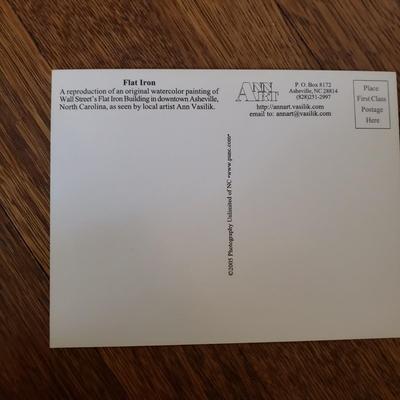 Flat Iron
A reproduction of an original watercolor painting of
Wall Street's Flat Iron Building in downtown Asheville,
North Carolina, as seen by local artist Ann Vasilik.
ANN
ART
P. O. Box 8172
Asheville, NC 28814
(828)251-2997
http://annart.vasilik.com
email to: annart@vasilik.com
Place
First Class
Postage
Here
©2005 Photography Unlimited of NC •www.punc.com•